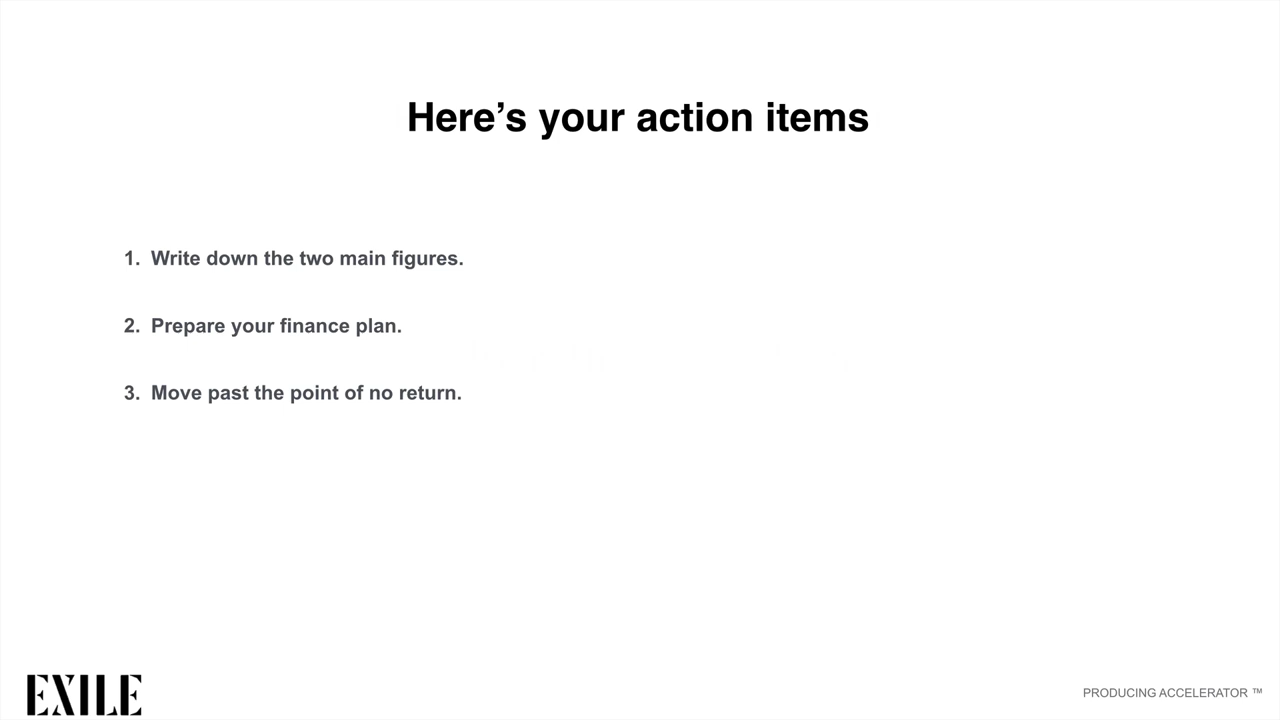 Here’s your action items
1. Write down the two main figures.
2. Prepare your finance plan.
3. Move past the point of no return.
EXILE
PRODUCING ACCELERATOR ™